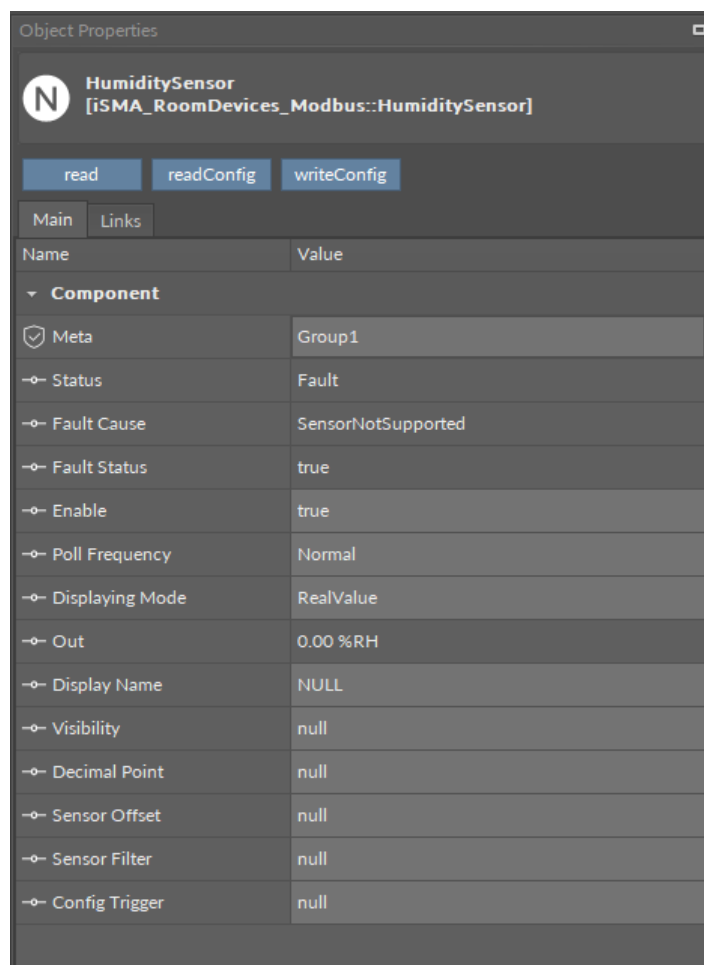 Object Properties
N
HumiditySensor
[iSMA_RoomDevices_Modbus::HumiditySensor]
read readConfig writeConfig
Main Links
Name Value
Component
Meta Group1
Status Fault
Fault Cause SensorNotSupported
Fault Status true
Enable true
Poll Frequency Normal
Displaying Mode RealValue
Out 0.00 %RH
Display Name NULL
Visibility null
Decimal Point null
Sensor Offset null
Sensor Filter null
Config Trigger null